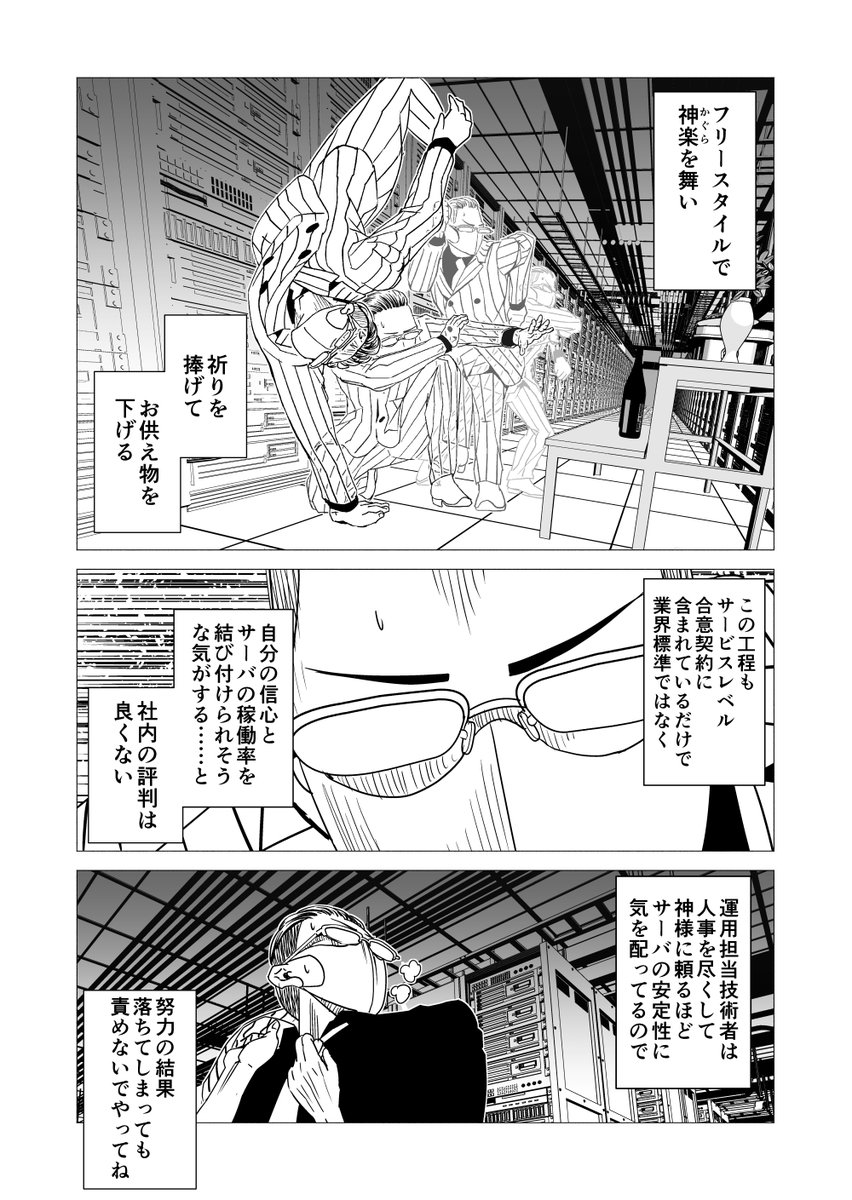 フリースタイルで
神楽を舞い
かぐら
祈りを
捧げて
お供え物を
下げる
この工程も
サービスレベル
合意契約に
含まれているだけで
業界標準ではなく
自分の信心と
サーバの稼働率を
結び付けられそう
な気がする……と
社内の評判は
良くない
運用担当技術者は
人事を尽くして
神様に頼るほど
サーバの安定性に
気を配ってるので
努力の結果
落ちてしまっても
責めないでやってね